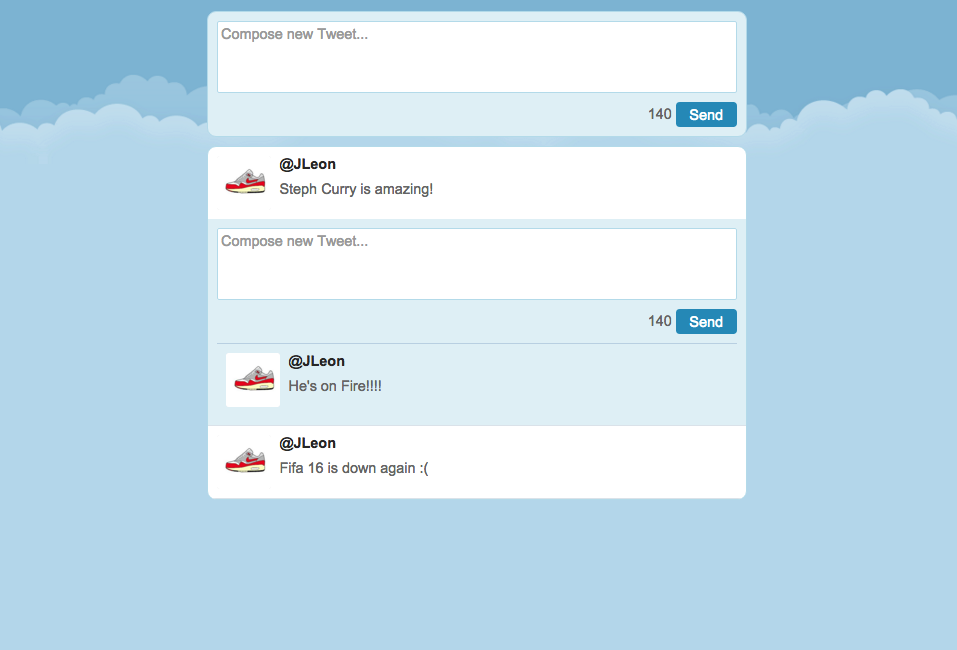 Compose new Tweet...
140 Send
@JLeon
Steph Curry is amazing!
Compose new Tweet...
140 Send
@JLeon
He's on Fire!!!!
@JLeon
Fifa 16 is down again :(